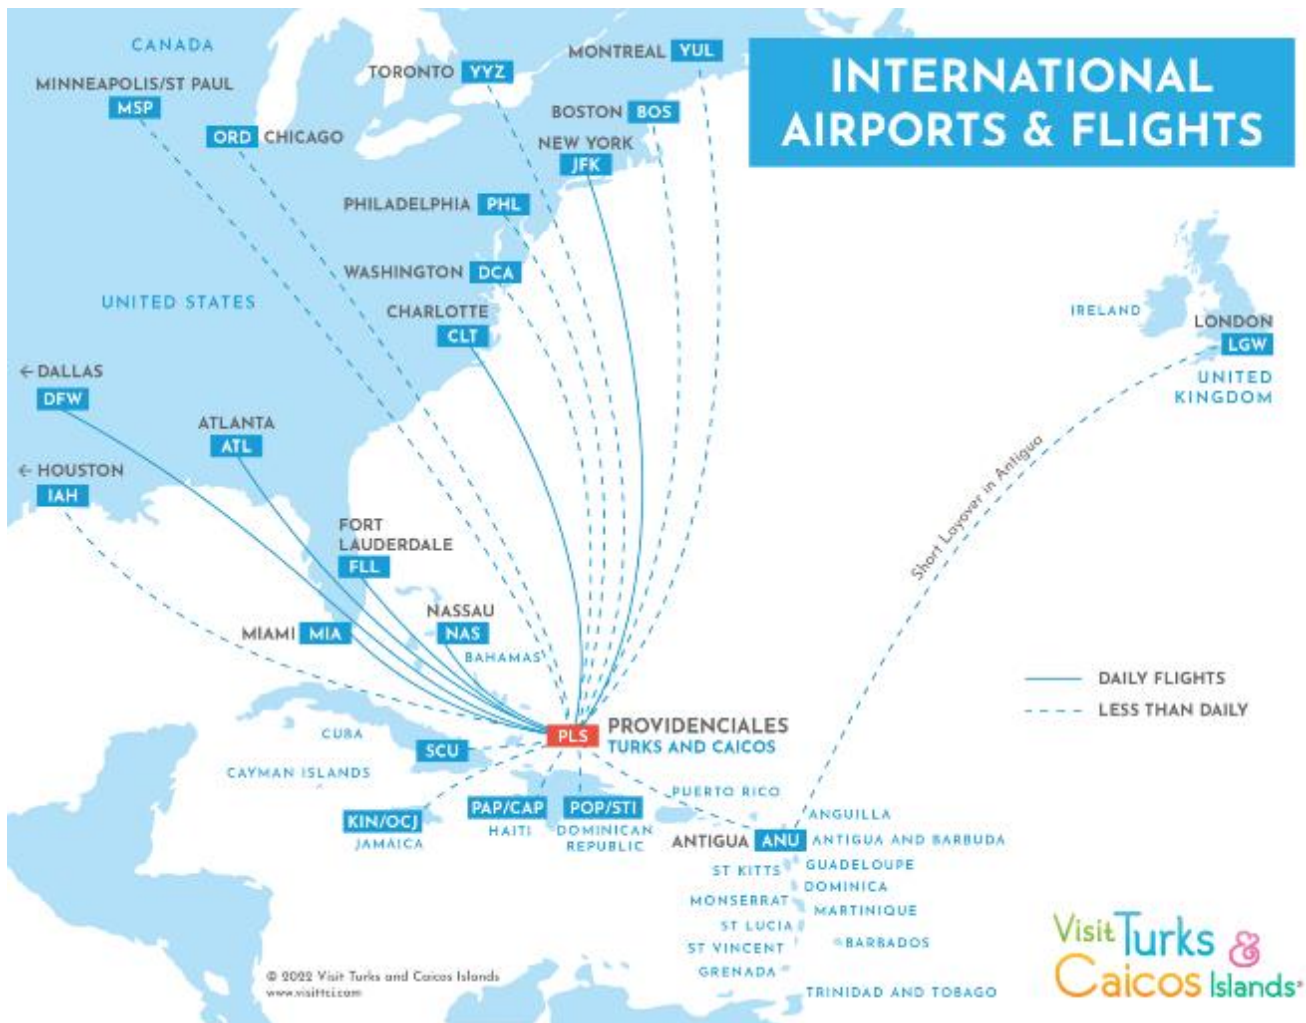 INTERNATIONAL
AIRPORTS & FLIGHTS
CANADA
MINNEAPOLIS/ST PAUL
MSP
ORD CHICAGO
TORONTO YYZ
MONTREAL YUL
BOSTON BOS
NEW YORK
JFK
PHILADELPHIA PHL
WASHINGTON DCA
UNITED STATES
CHARLOTTE
CLT
← DALLAS
DFW
ATLANTA
ATL
← HOUSTON
IAH
FORT
LAUDERDALE
FLL
MIAMI MIA
NASSAU
NAS
BAHAMAS
IRELAND
LONDON
LGW
UNITED
KINGDOM
Short Layover in Antigua
DAILY FLIGHTS
LESS THAN DAILY
PLS PROVIDENCIALES
TURKS AND CAICOS
CUBA
SCU
CAYMAN ISLANDS
KIN/OCJ
JAMAICA
PAP/CAP
HAITI
POP/STI
DOMINICAN
REPUBLIC
PUERTO RICO
ANGUILLA
ANTIGUA ANU ANTIGUA AND BARBUDA
ST KITTS
GUADELOUPE
DOMINICA
MONSERRAT
MARTINIQUE
ST LUCIA
BARBADOS
ST VINCENT
GRENADA
TRINIDAD AND TOBAGO
© 2022 Visit Turks and Caicos Islands
www.visittci.com
Visit Turks &
Caicos Islands®